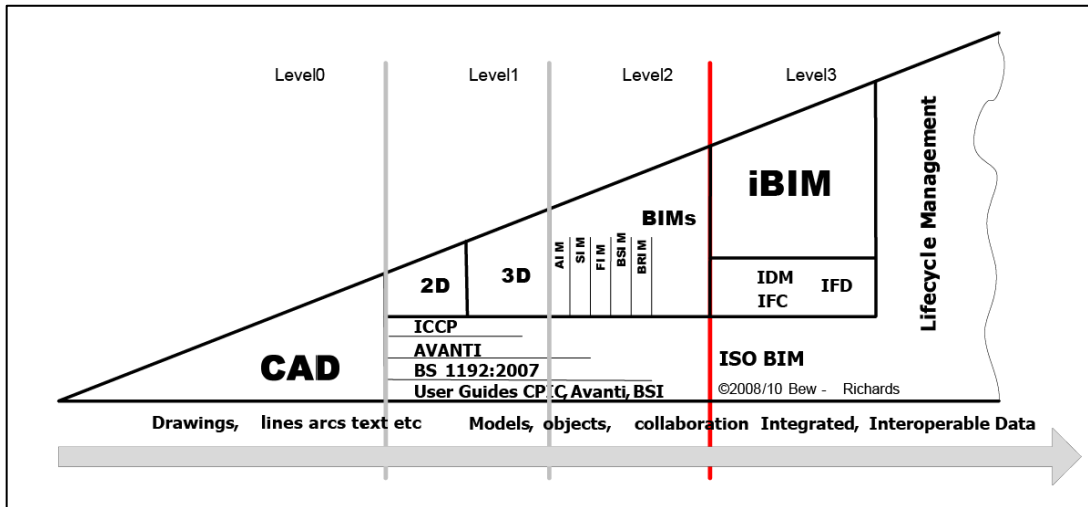 Level0
Level1
Level2
Level3
Lifecycle Management
iBIM
BIMs
AIM
SIM
FIM
BSIM
BRIM
2D
3D
IDM
IFD
IFC
CAD
ICCP
AVANTI
BS 1192:2007
User Guides CPIC, Avanti, BSI
ISO BIM
©2008/10 Bew - Richards
Drawings, lines arcs text etc
Models, objects, collaboration
Integrated, Interoperable Data